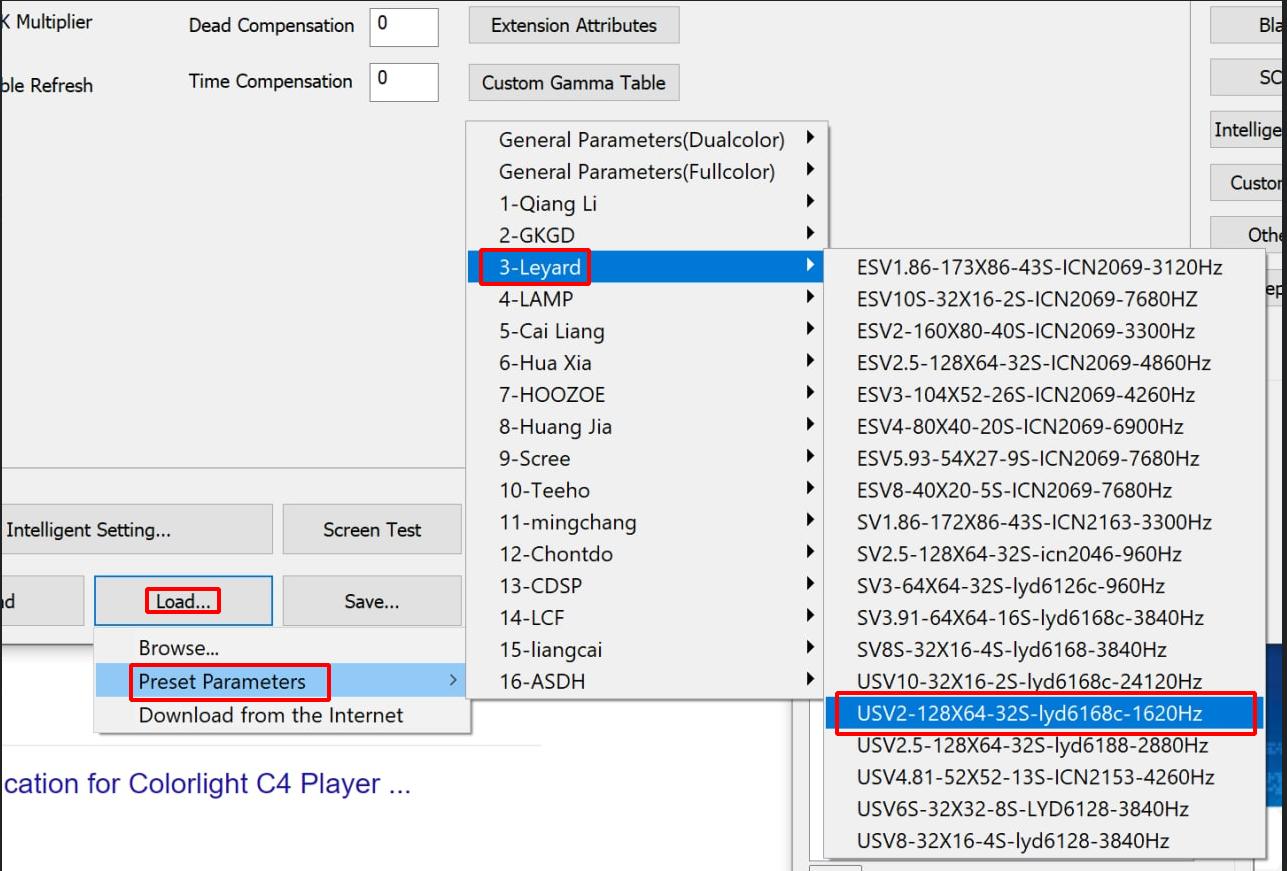 K Multiplier
Dead Compensation
0
Extension Attributes
ble Refresh
Time Compensation
0
Custom Gamma Table
Bla
SC
Intellige
Custor
Othe
ep
General Parameters(Dualcolor)
General Parameters(Fullcolor)
1-Qiang Li
2-GKGD
3-Leyard
4-LAMP
5-Cai Liang
6-Hua Xia
7-HOOZOE
8-Huang Jia
9-Scree
10-Teeho
11-mingchang
12-Chontdo
13-CDSP
14-LCF
15-liangcai
16-ASDH
ESV1.86-173X86-43S-ICN2069-3120Hz
ESV10S-32X16-2S-ICN2069-7680HZ
ESV2-160X80-40S-ICN2069-3300Hz
ESV2.5-128X64-32S-ICN2069-4860Hz
ESV3-104X52-26S-ICN2069-4260Hz
ESV4-80X40-20S-ICN2069-6900Hz
ESV5.93-54X27-9S-ICN2069-7680Hz
ESV8-40X20-5S-ICN2069-7680Hz
SV1.86-172X86-43S-ICN2163-3300Hz
SV2.5-128X64-32S-icn2046-960Hz
SV3-64X64-32S-lyd6126c-960Hz
SV3.91-64X64-16S-lyd6168c-3840Hz
SV8S-32X16-4S-lyd6168-3840Hz
USV10-32X16-2S-lyd6168c-24120Hz
USV2-128X64-32S-lyd6168c-1620Hz
USV2.5-128X64-32S-lyd6188-2880Hz
USV4.81-52X52-13S-ICN2153-4260Hz
USV6S-32X32-8S-LYD6128-3840Hz
USV8-32X16-4S-lyd6128-3840Hz
Intelligent Setting...
Screen Test
d
Load...
Save...
Browse...
Preset Parameters
Download from the Internet
cation for Colorlight C4 Player ...